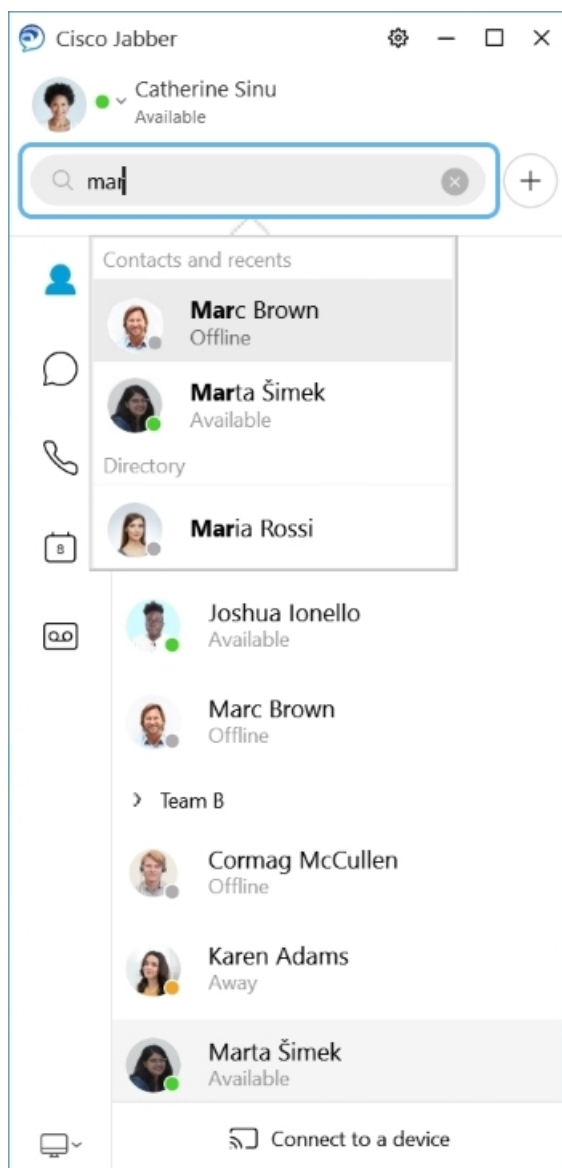 Cisco Jabber
Catherine Sinu
Available
mar
Contacts and recents
Marc Brown
Offline
Marta Šimek
Available
Directory
Maria Rossi
8
Joshua Ionello
Available
Marc Brown
Offline
Team B
Cormag McCullen
Offline
Karen Adams
Away
Marta Šimek
Available
Connect to a device